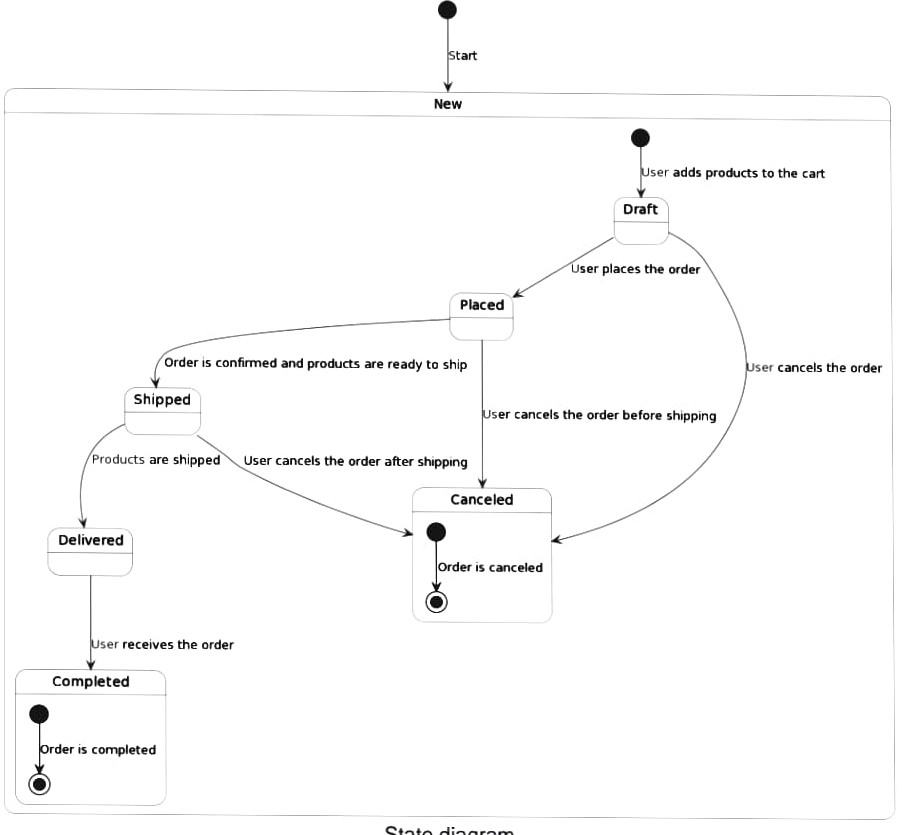 Start
New
User adds products to the cart
Draft
User places the order
Placed
Order is confirmed and products are ready to ship
User cancels the order
Shipped
User cancels the order before shipping
Products are shipped
User cancels the order after shipping
Canceled
Delivered
Order is canceled
User receives the order
Completed
Order is completed
State diagram